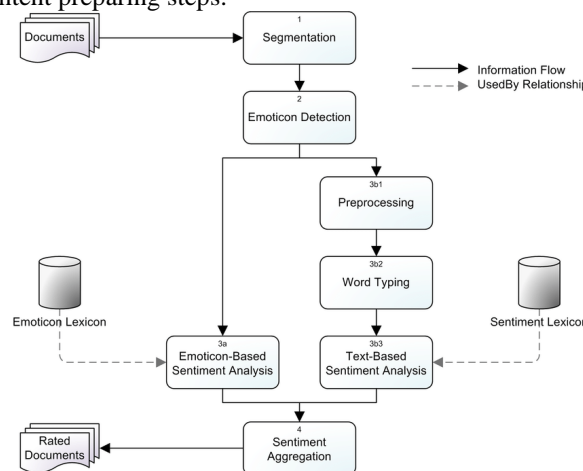 ntent preparing steps.
Documents
1
Segmentation
Information Flow
UsedBy Relationship
2
Emoticon Detection
3b1
Preprocessing
3b2
Word Typing
Emoticon Lexicon
Sentiment Lexicon
3a
Emoticon-Based
Sentiment Analysis
3b3
Text-Based
Sentiment Analysis
Rated
Documents
4
Sentiment
Aggregation